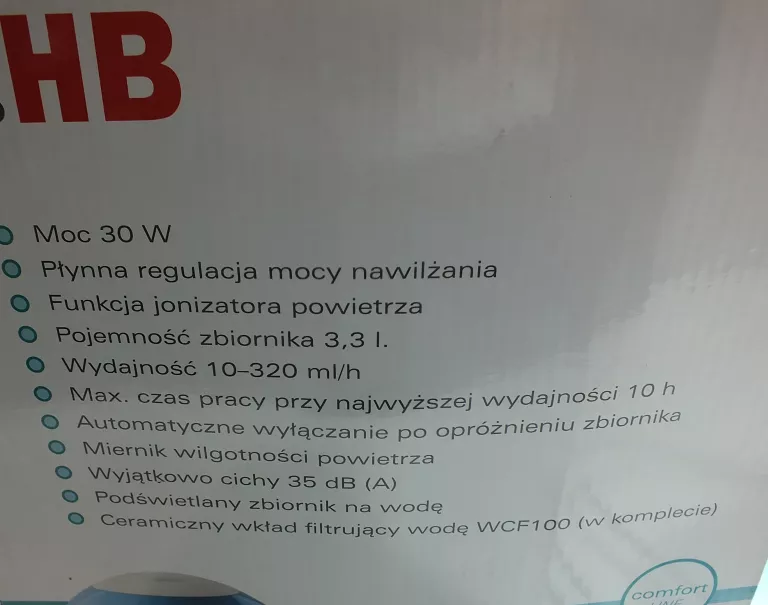 HB
Moc 30 W
Płynna regulacja mocy nawilżania
Funkcja jonizatora powietrza
Pojemność zbiornika 3,3 l.
Wydajność 10–320 ml/h
Max. czas pracy przy najwyższej wydajności 10 h
Automatyczne wyłączanie po opróżnieniu zbiornika
Miernik wilgotności powietrza
Wyjątkowo cichy 35 dB (A)
Podświetlany zbiornik na wodę
Ceramiczny wkład filtrujący wodę WCF100 (w komplecie)
comfort